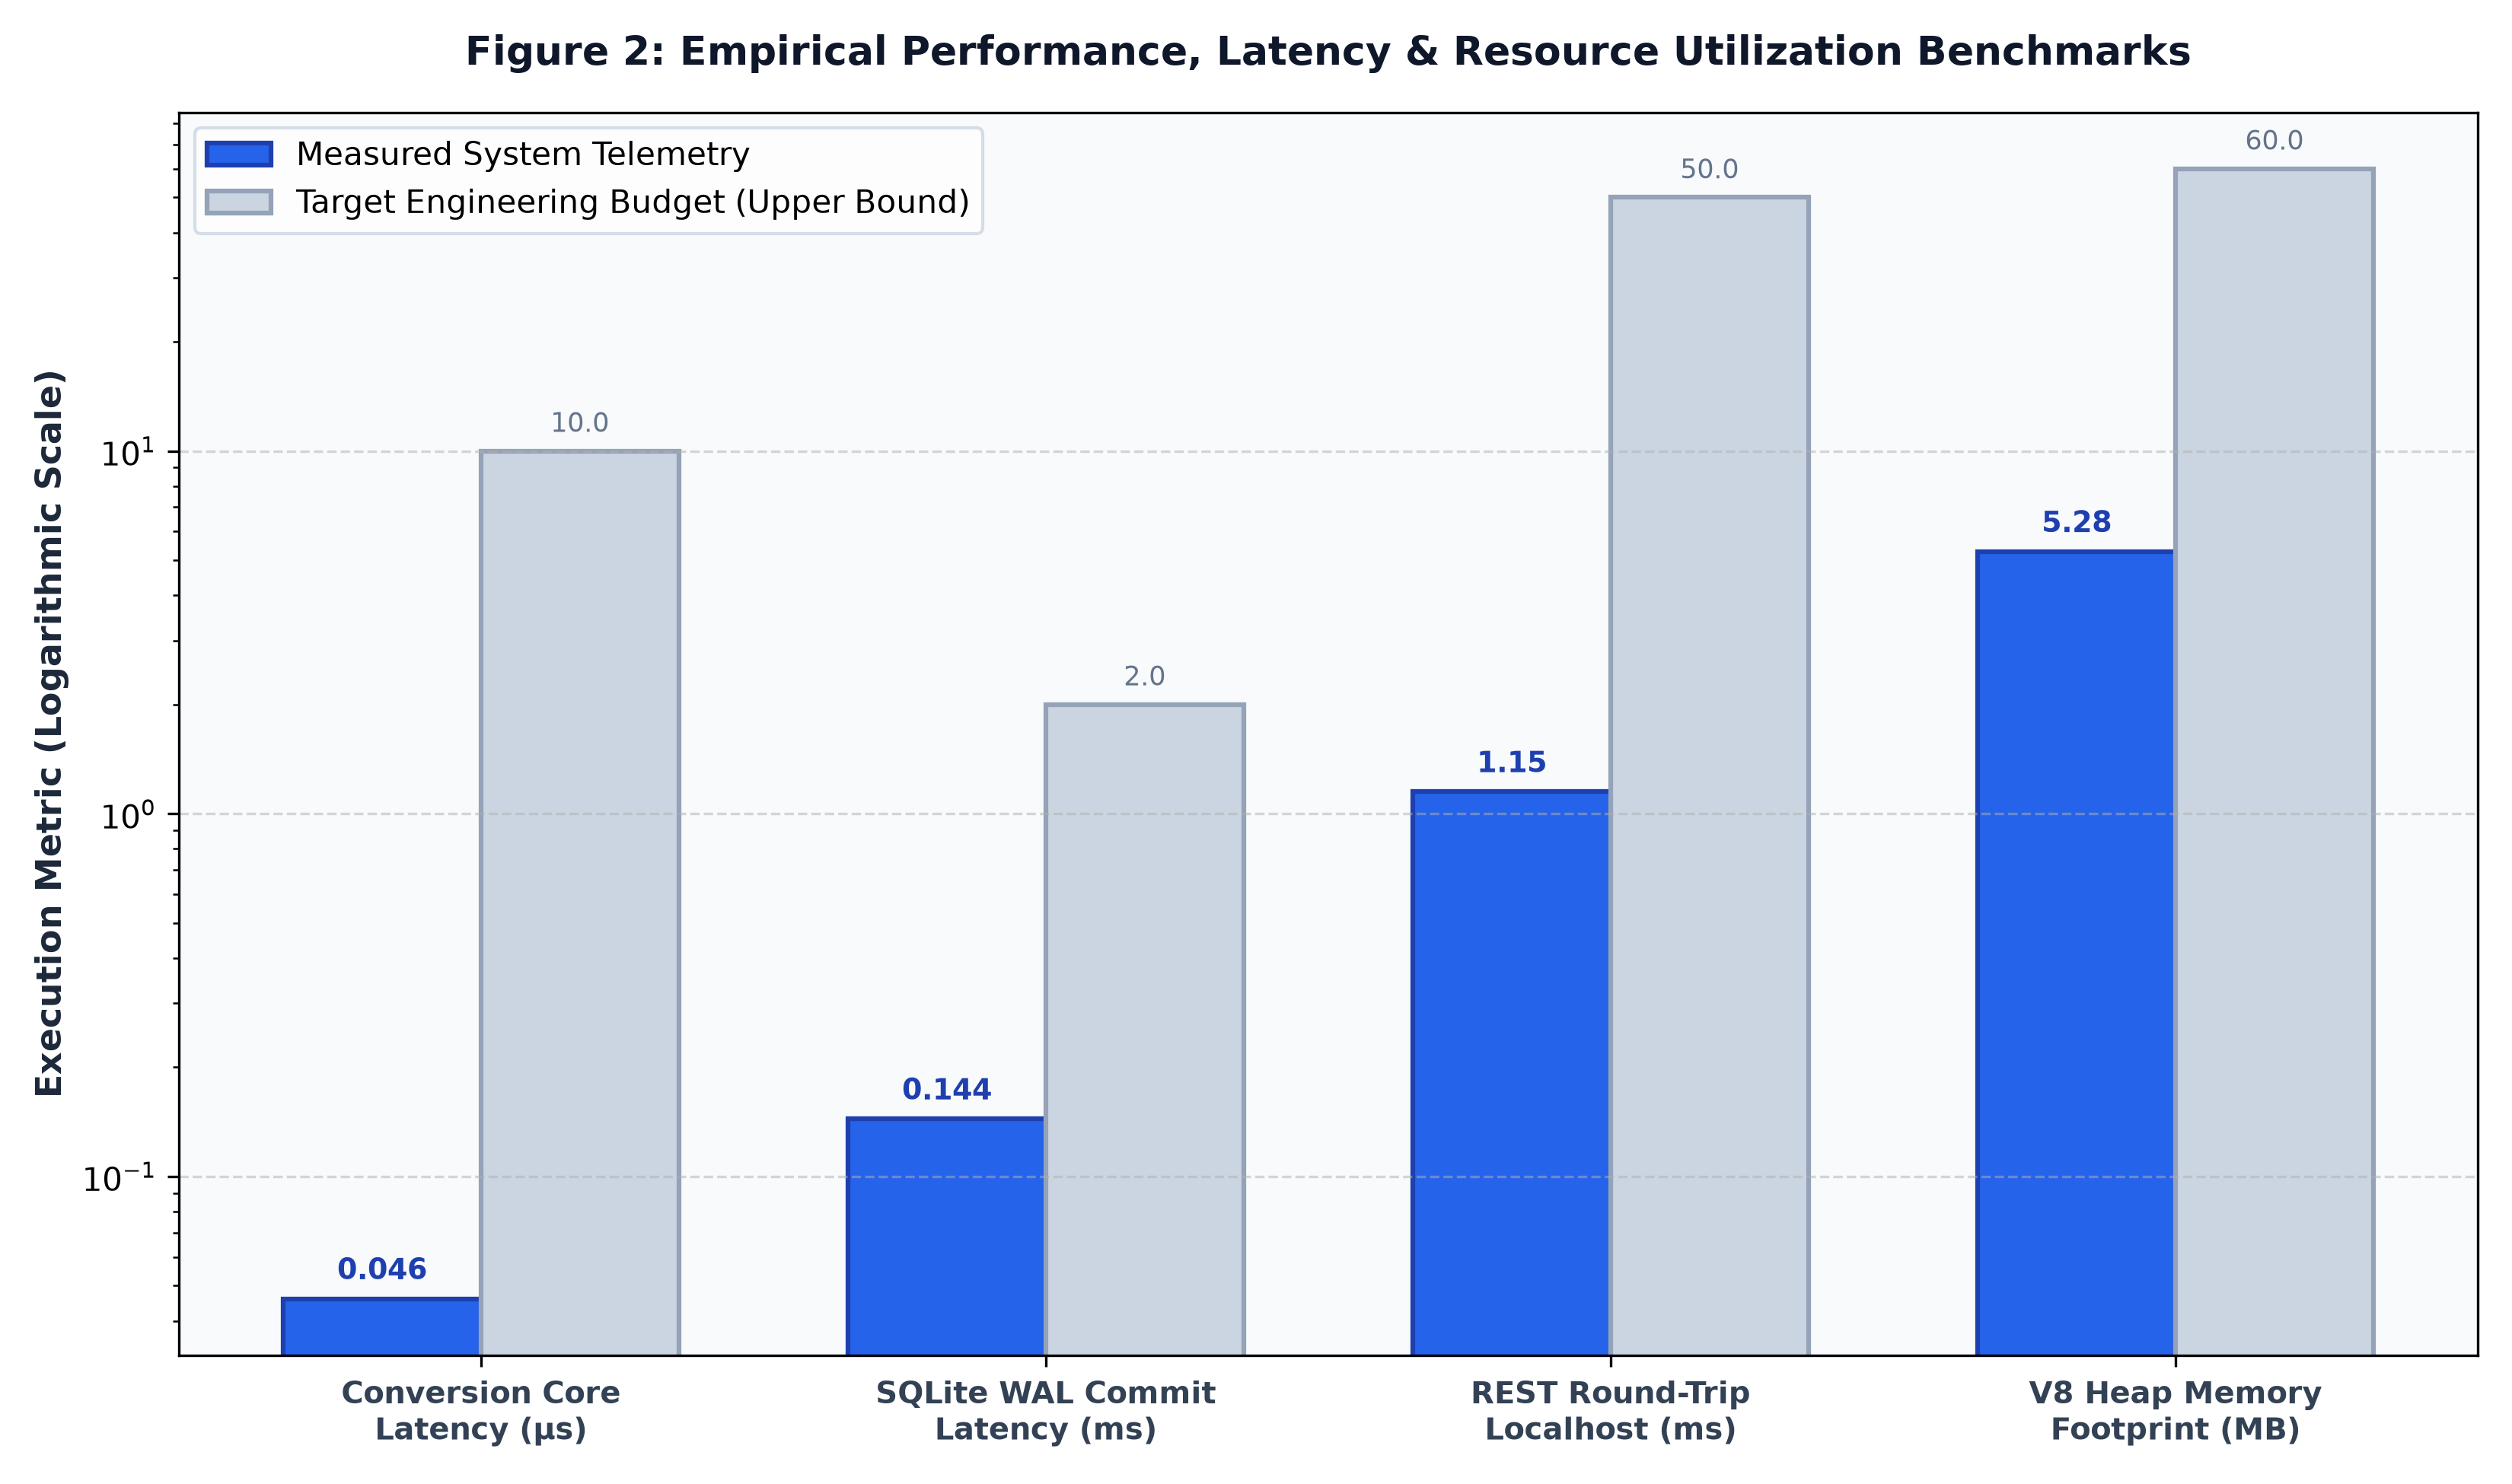 Figure 2: Empirical Performance, Latency & Resource Utilization Benchmarks
Measured System Telemetry
Target Engineering Budget (Upper Bound)
Execution Metric (Logarithmic Scale)
10¹
10⁰
10⁻¹
0.046
10.0
0.144
2.0
1.15
50.0
5.28
60.0
Conversion Core
Latency (µs)
SQLite WAL Commit
Latency (ms)
REST Round-Trip
Localhost (ms)
V8 Heap Memory
Footprint (MB)